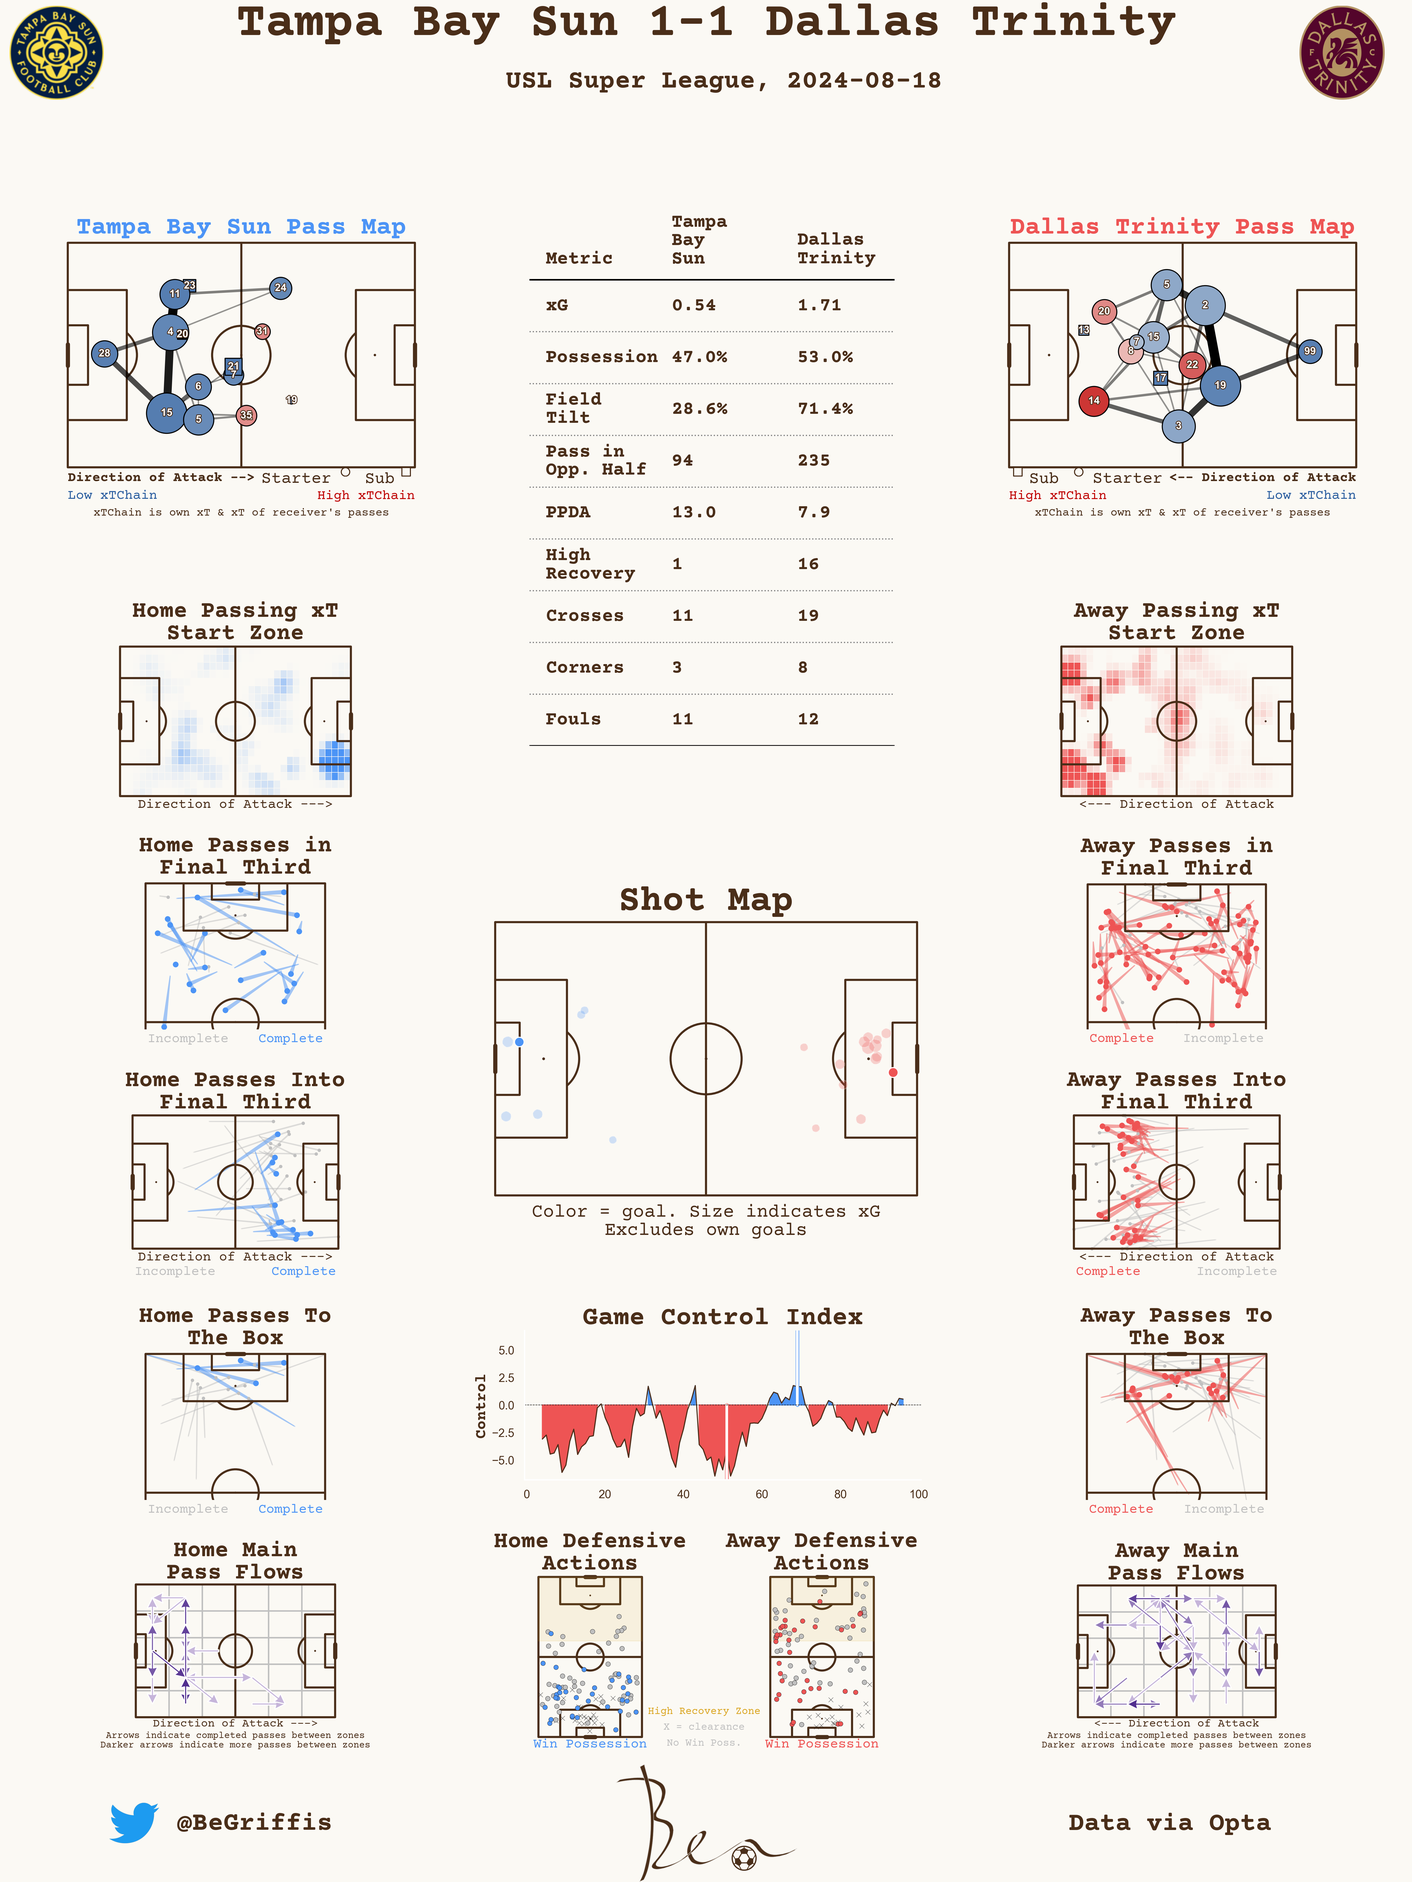 Tampa Bay Sun 1-1 Dallas Trinity
USL Super League, 2024-08-18
TAMPA BAY SUN
FOOTBALL CLUB
DALLAS
F C
TRINITY
Tampa Bay Sun Pass Map
23
11
24
4
20
31
28
21
7
6
19
15
5
35
Direction of Attack --> Starter Sub
Low xTChain High xTChain
xTChain is own xT & xT of receiver's passes
Metric Tampa Bay Sun Dallas Trinity
xG 0.54 1.71
Possession 47.0% 53.0%
Field Tilt 28.6% 71.4%
Pass in Opp. Half 94 235
PPDA 13.0 7.9
High Recovery 1 16
Crosses 11 19
Corners 3 8
Fouls 11 12
Dallas Trinity Pass Map
5
2
20
13
15
7
8
99
22
17
19
14
3
Sub Starter <-- Direction of Attack
High xTChain Low xTChain
xTChain is own xT & xT of receiver's passes
Home Passing xT
Start Zone
Direction of Attack --->
Away Passing xT
Start Zone
<--- Direction of Attack
Home Passes in
Final Third
Incomplete Complete
Away Passes in
Final Third
Complete Incomplete
Shot Map
Color = goal. Size indicates xG
Excludes own goals
Home Passes Into
Final Third
Direction of Attack --->
Incomplete Complete
Away Passes Into
Final Third
<--- Direction of Attack
Complete Incomplete
Home Passes To
The Box
Incomplete Complete
Game Control Index
Control
5.0
2.5
0.0
−2.5
−5.0
0 20 40 60 80 100
Away Passes To
The Box
Complete Incomplete
Home Main
Pass Flows
Direction of Attack --->
Arrows indicate completed passes between zones
Darker arrows indicate more passes between zones
Home Defensive
Actions
Win Possession
High Recovery Zone
X = clearance
No Win Poss.
Away Defensive
Actions
Win Possession
Away Main
Pass Flows
<--- Direction of Attack
Arrows indicate completed passes between zones
Darker arrows indicate more passes between zones
@BeGriffis
Ben
Data via Opta